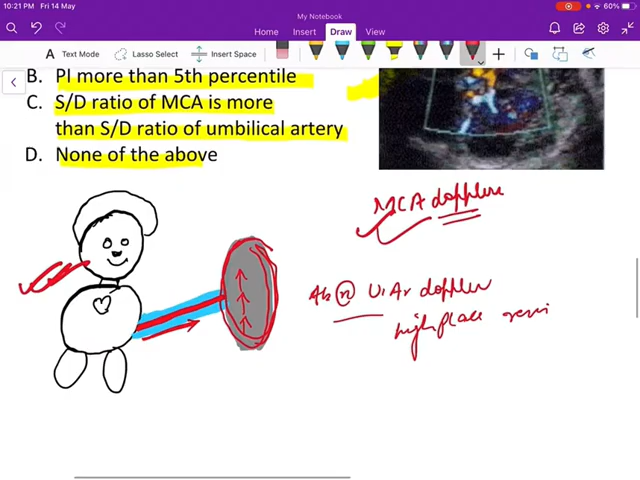 10:21 PM Fri 14 May
60%
My Notebook
Home Insert Draw View
Text Mode Lasso Select Insert Space
B. PI more than 5th percentile
C. S/D ratio of MCA is more
than S/D ratio of umbilical artery
D. None of the above
MCA doppler
Ab (n) U. Ar doppler
high place